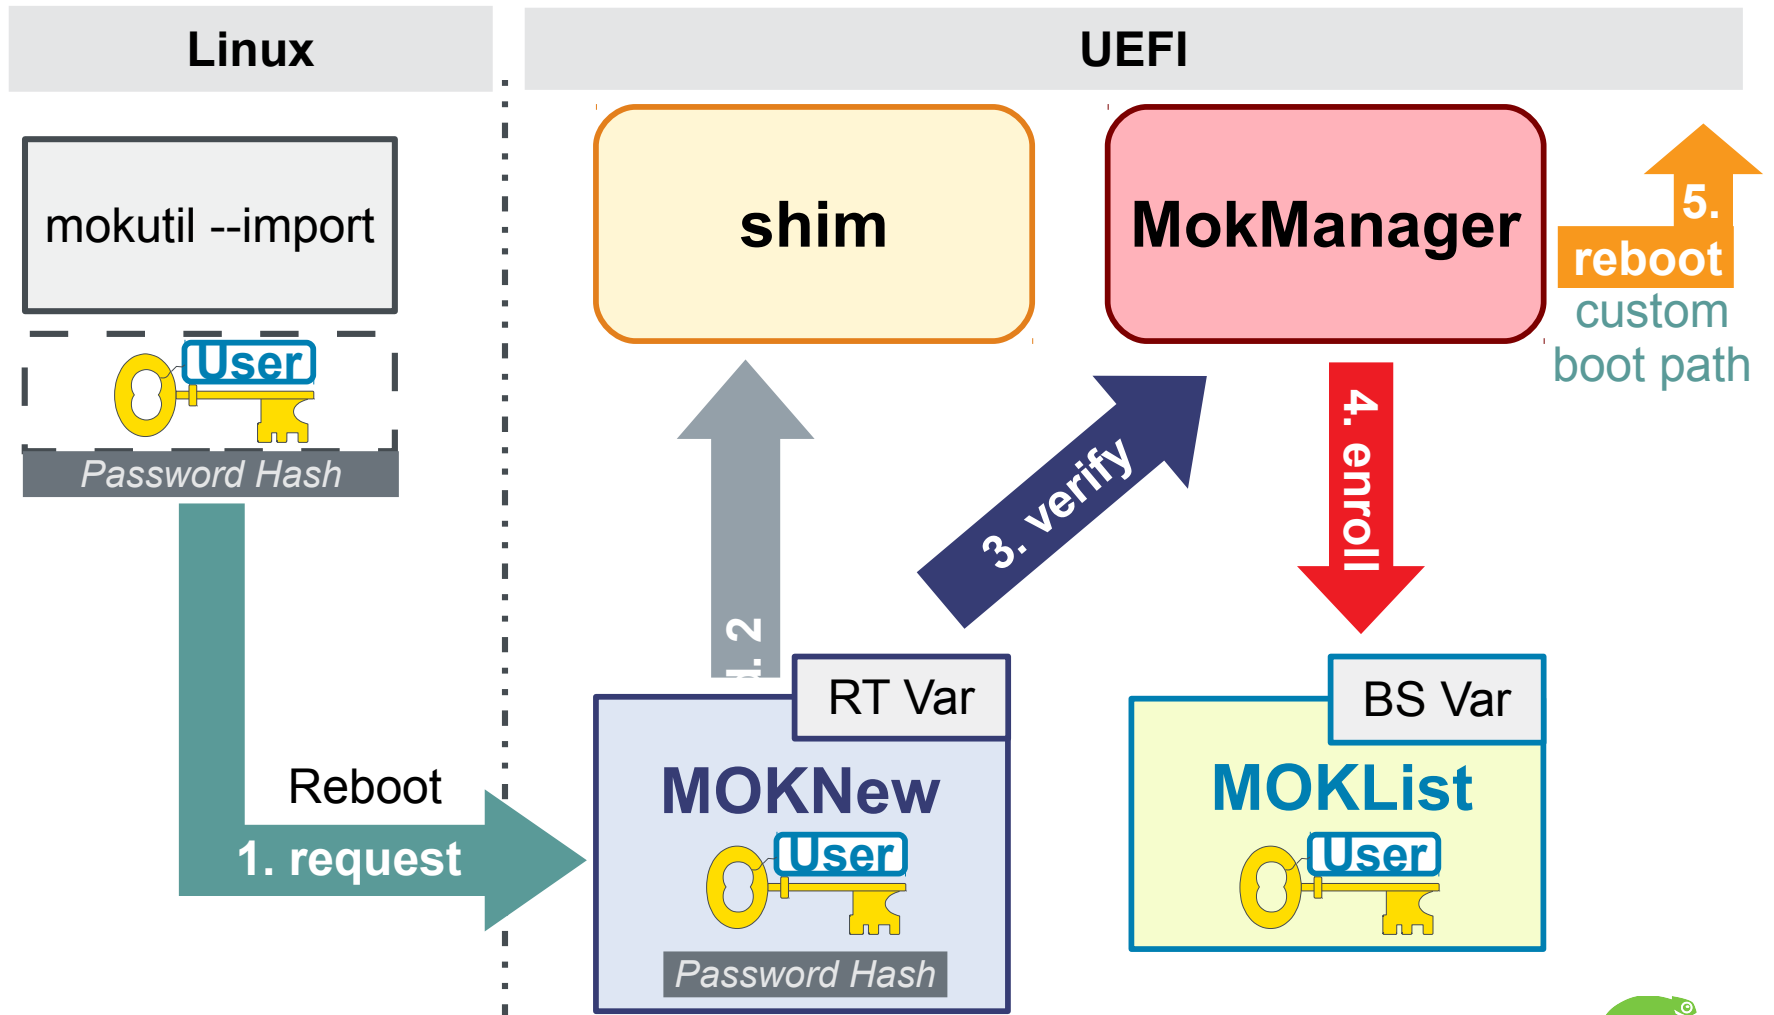 Linux
UEFI
mokutil --import
User
Password Hash
Reboot
1. request
shim
MokManager
5.
reboot
custom
boot path
2
3. verify
4. enroll
RT Var
MOKNew
User
Password Hash
BS Var
MOKList
User